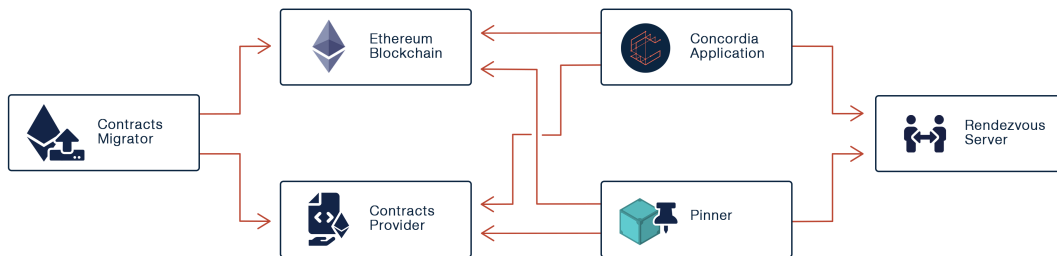 Ethereum
Blockchain
Concordia
Application
Contracts
Migrator
Rendezvous
Server
Contracts
Provider
Pinner